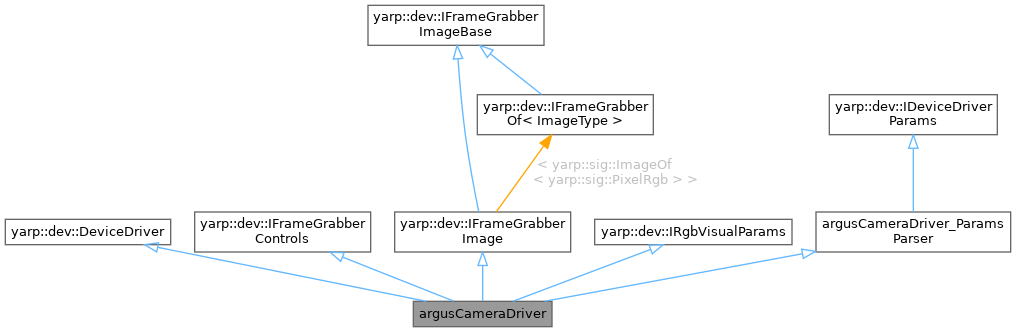 yarp::dev::IFrameGrabber
ImageBase
yarp::dev::IFrameGrabber
Of< ImageType >
yarp::dev::IDeviceDriver
Params
< yarp::sig::ImageOf
< yarp::sig::PixelRgb > >
yarp::dev::DeviceDriver
yarp::dev::IFrameGrabber
Controls
yarp::dev::IFrameGrabber
Image
yarp::dev::IRgbVisualParams
argusCameraDriver_Params
Parser
argusCameraDriver